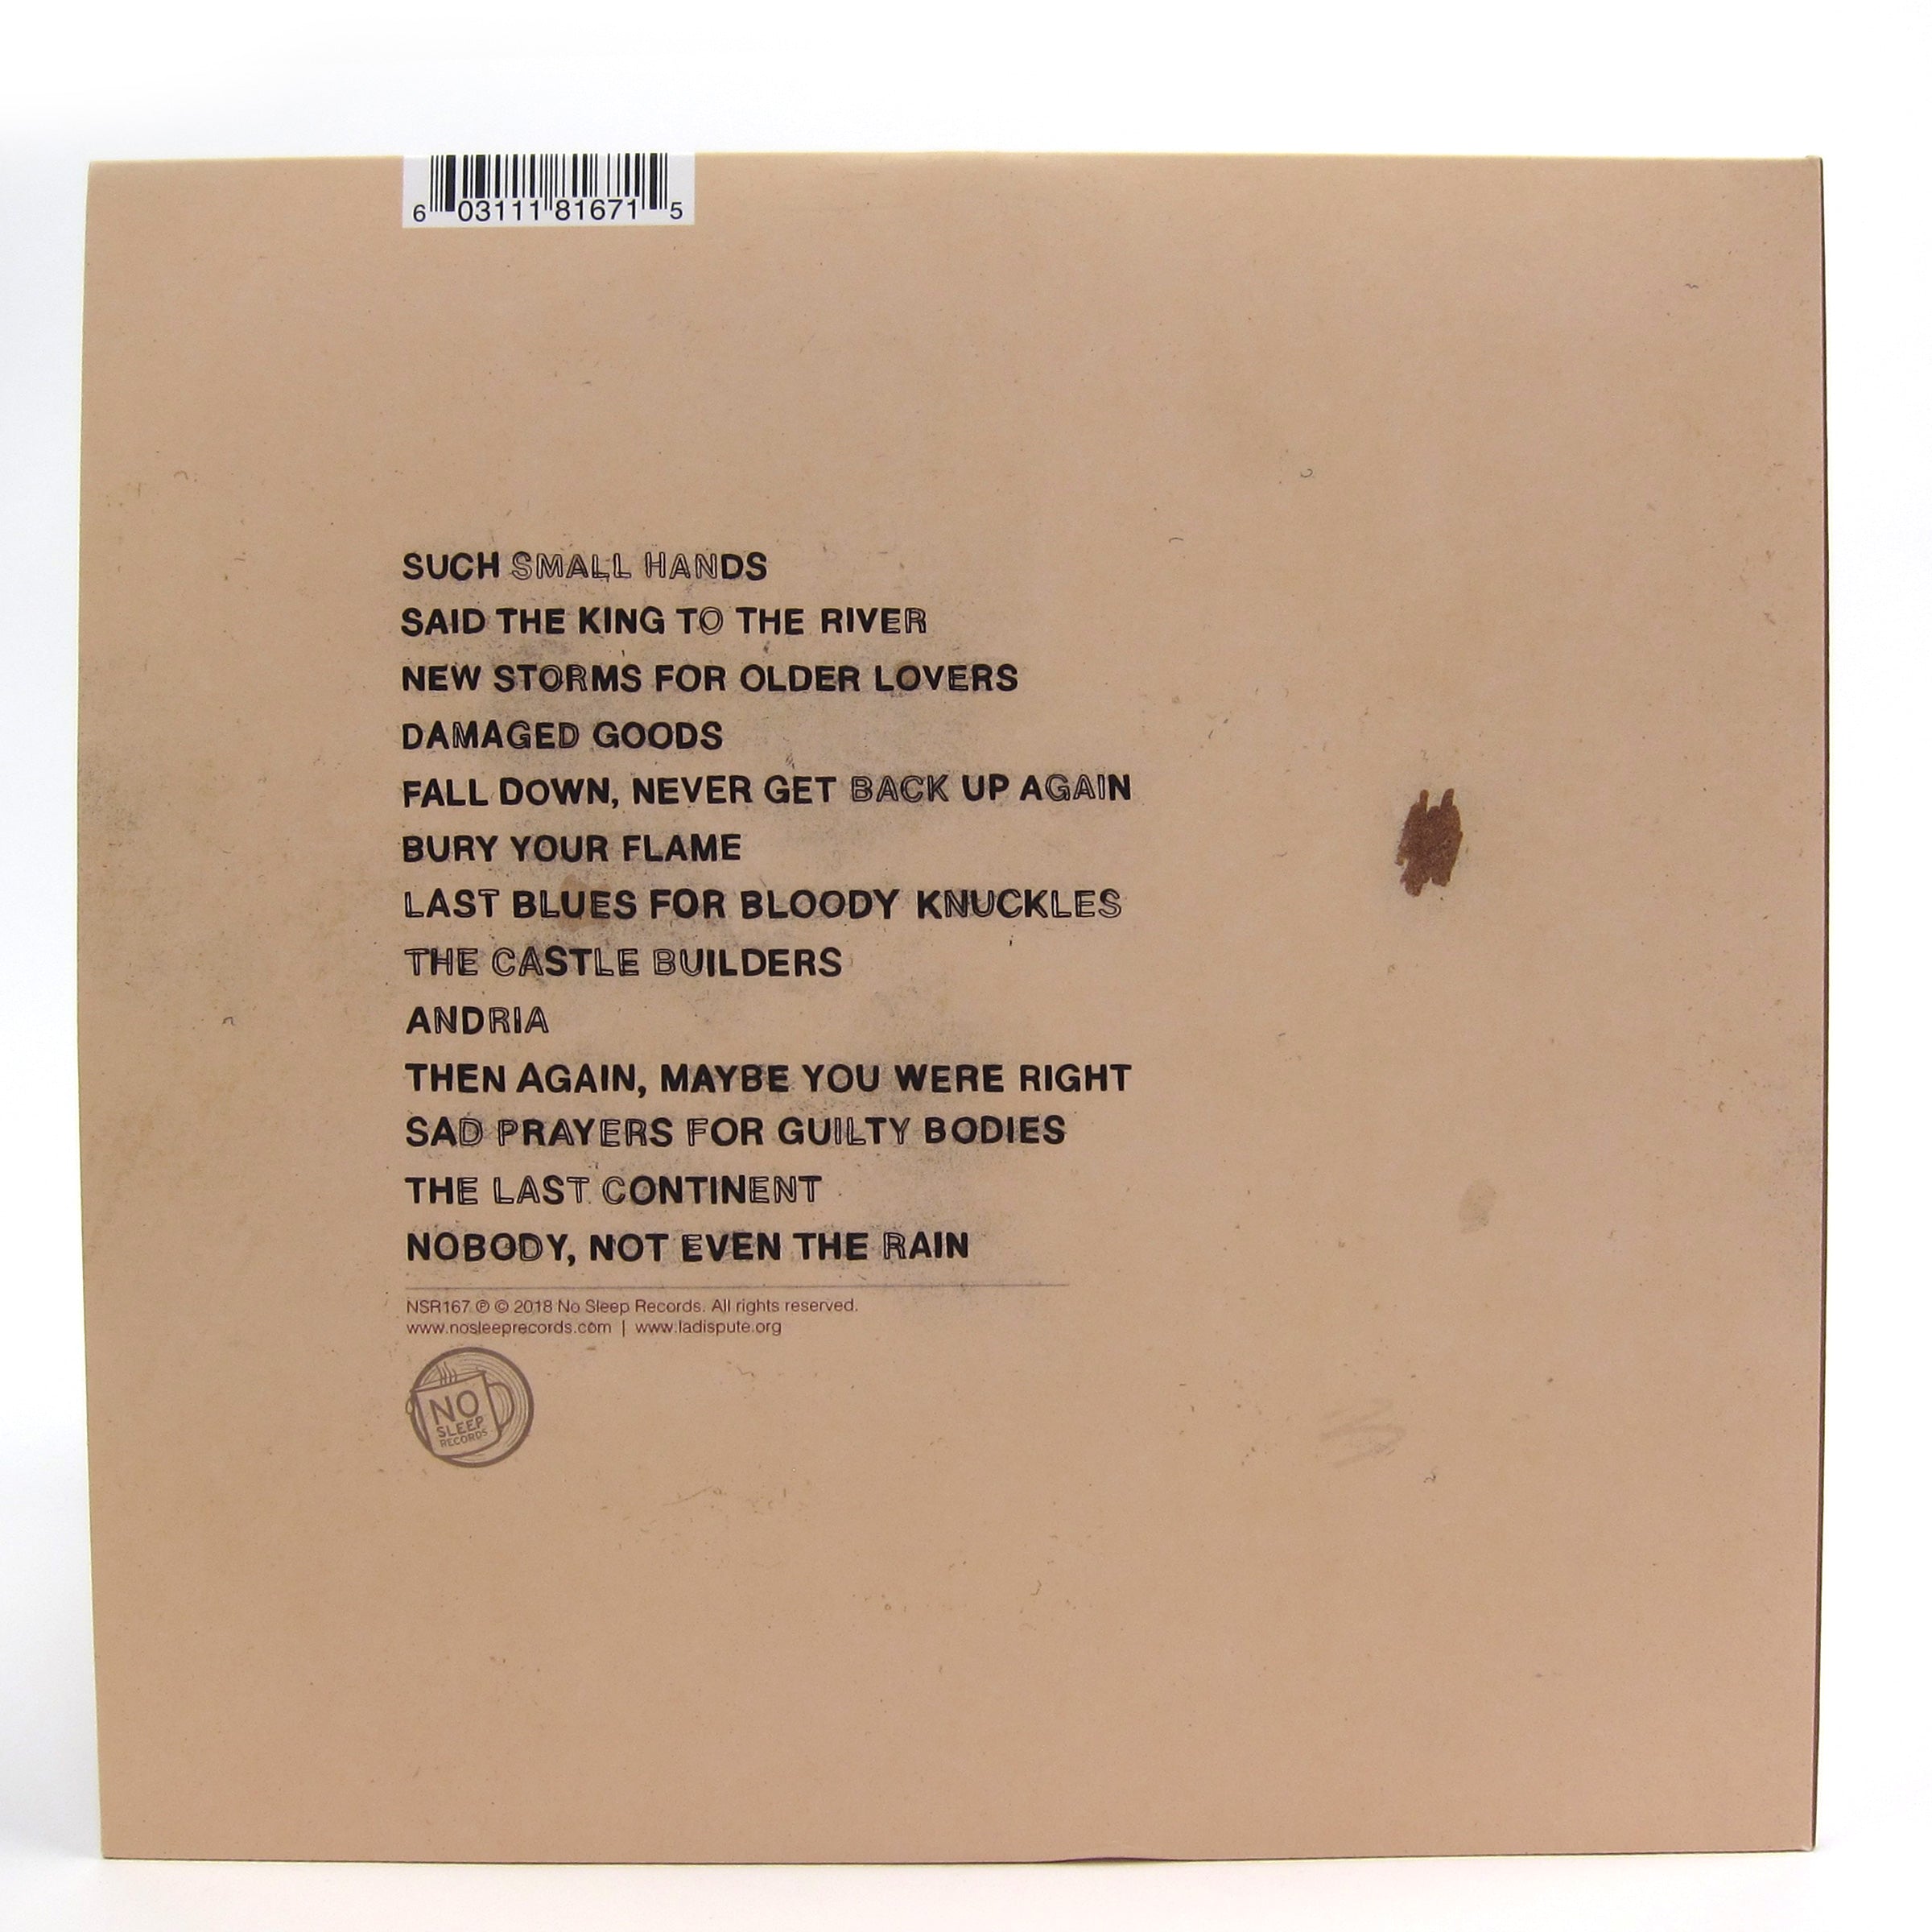 6 03111 81671 5
SUCH SMALL HANDS
SAID THE KING TO THE RIVER
NEW STORMS FOR OLDER LOVERS
DAMAGED GOODS
FALL DOWN, NEVER GET BACK UP AGAIN
BURY YOUR FLAME
LAST BLUES FOR BLOODY KNUCKLES
THE CASTLE BUILDERS
ANDRIA
THEN AGAIN, MAYBE YOU WERE RIGHT
SAD PRAYERS FOR GUILTY BODIES
THE LAST CONTINENT
NOBODY, NOT EVEN THE RAIN
NSR167 ℗ © 2018 No Sleep Records. All rights reserved.
www.nosleeprecords.com | www.ladispute.org
NO
SLEEP
RECORDS